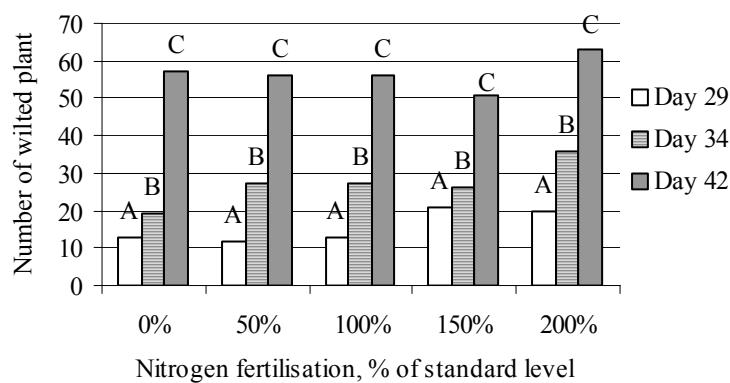 Number of wilted plant
70
60
50
40
30
20
10
0
A B C
A B C
A B C
A B C
A B C
0% 50% 100% 150% 200%
Nitrogen fertilisation, % of standard level
Day 29
Day 34
Day 42